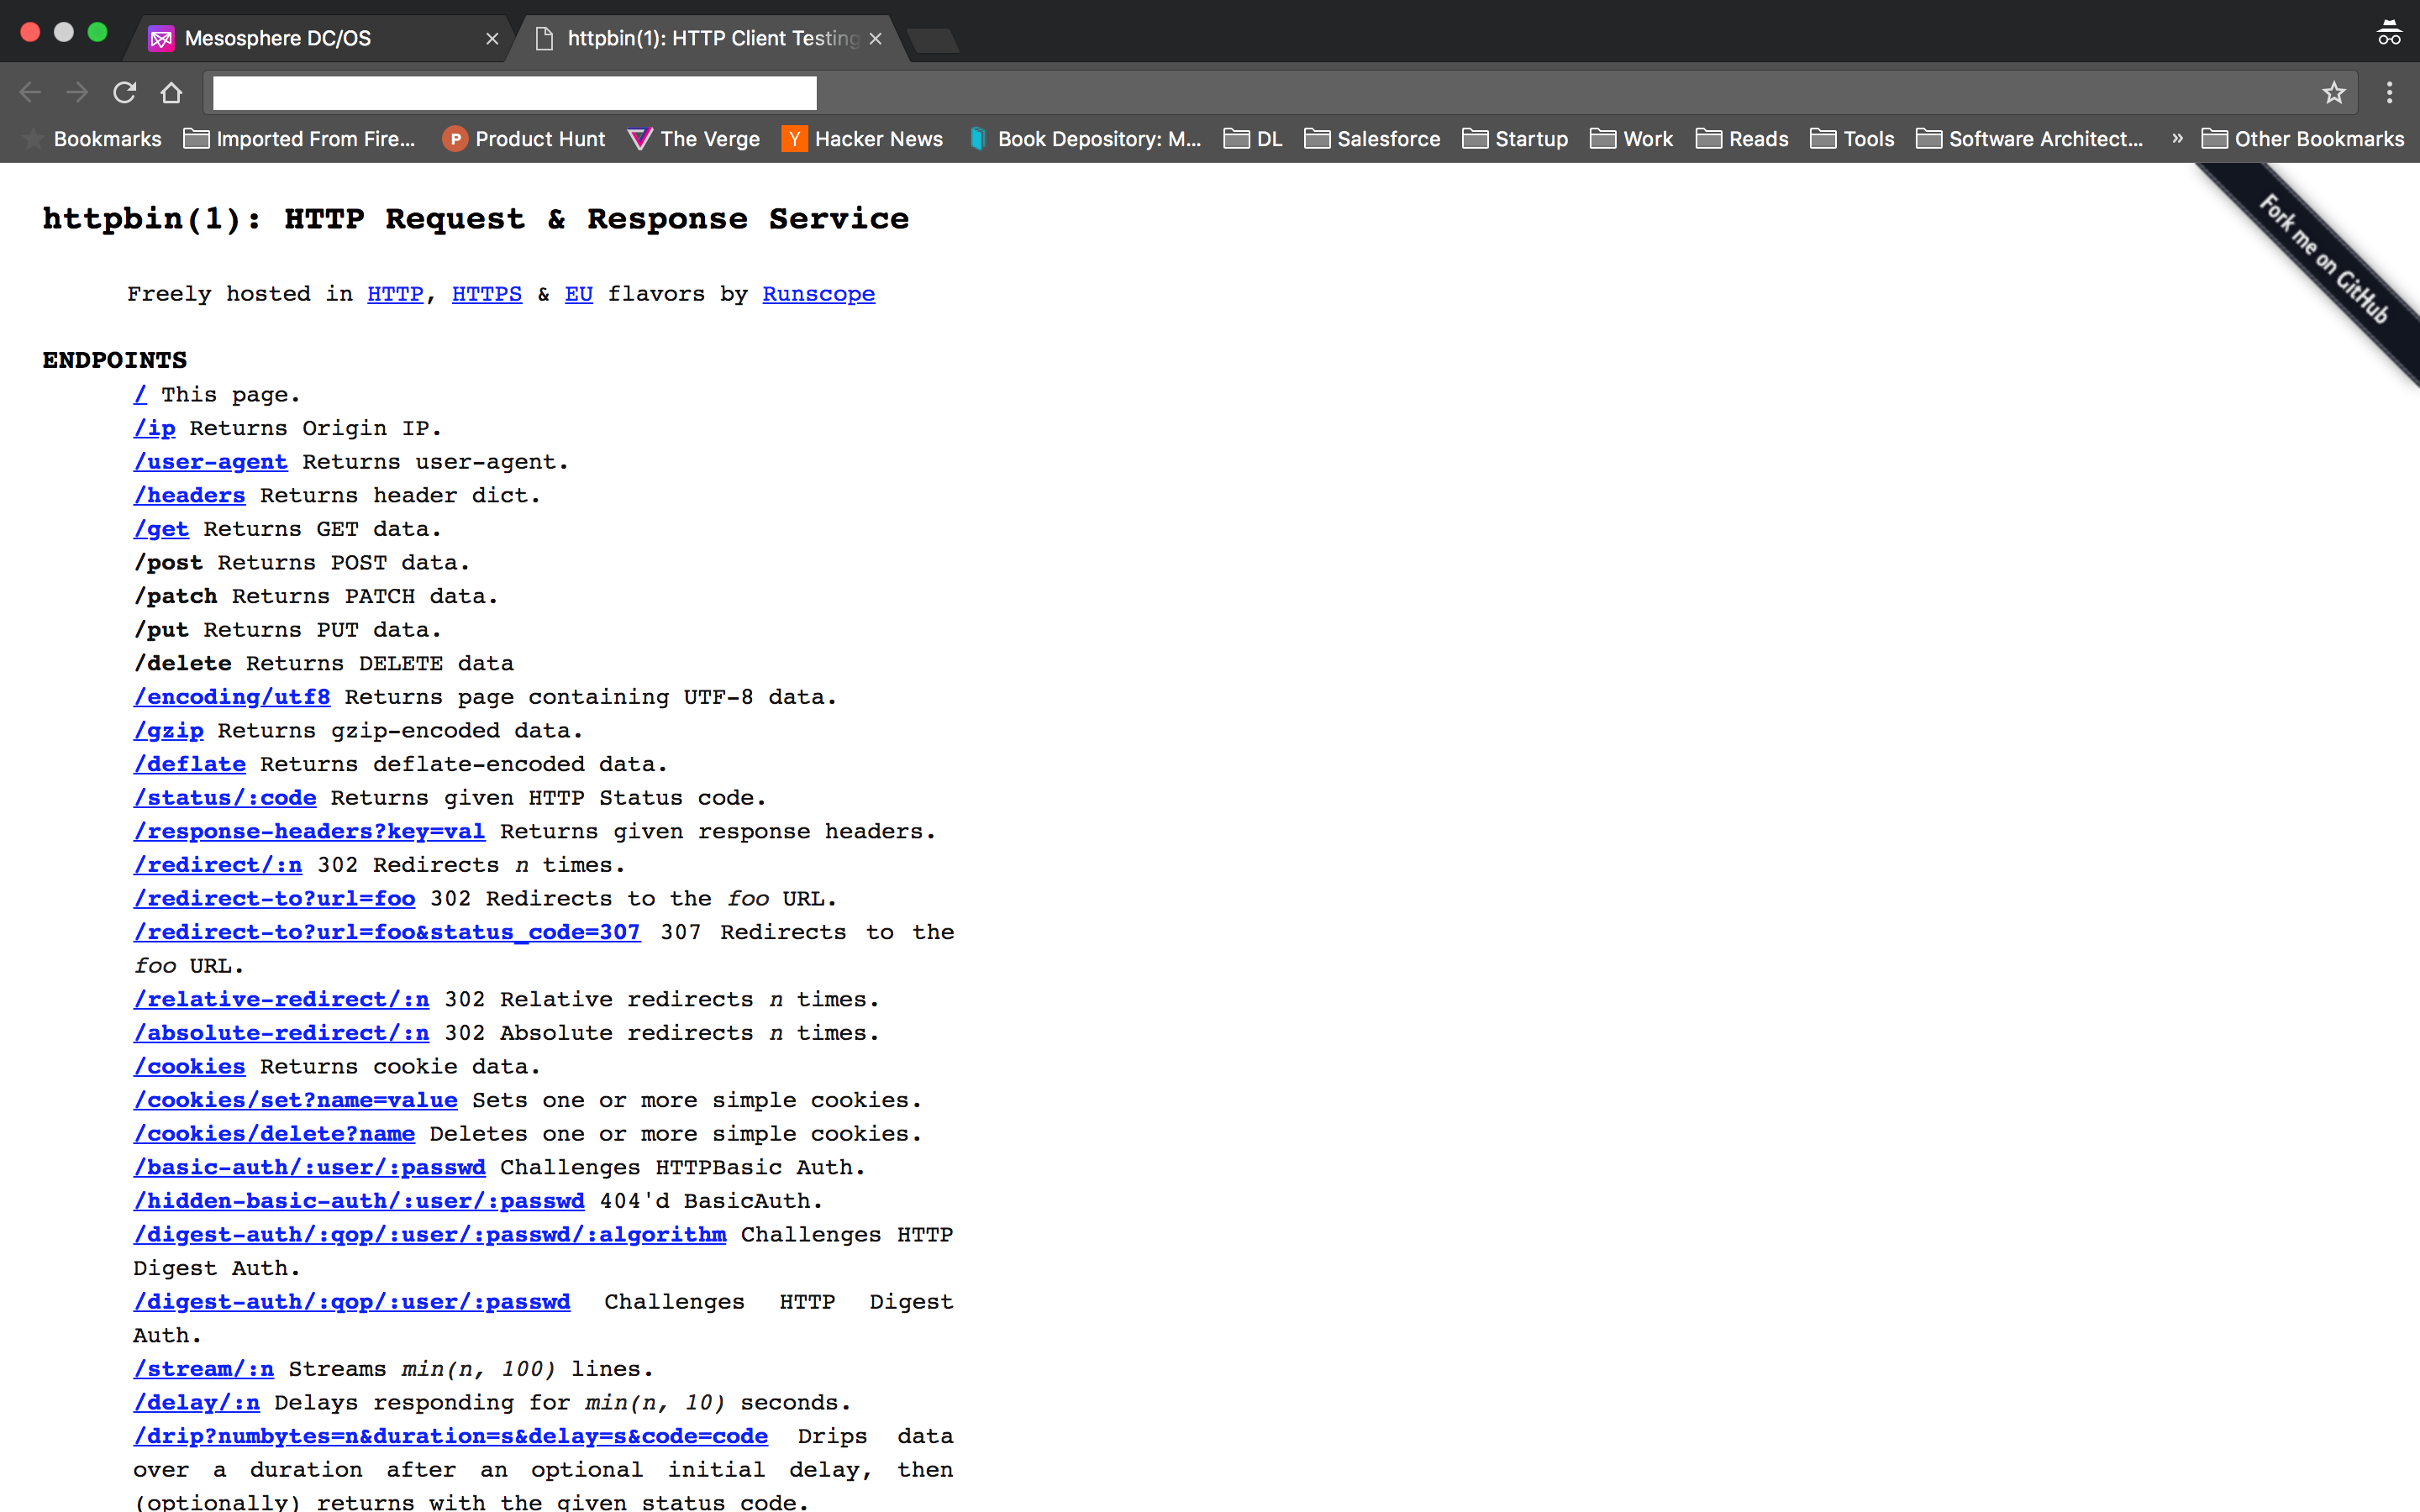 Mesosphere DC/OS
httpbin(1): HTTP Client Testing
Bookmarks Imported From Fire... P Product Hunt The Verge Y Hacker News Book Depository: M... DL Salesforce Startup Work Reads Tools Software Architect... » Other Bookmarks
Fork me on GitHub
httpbin(1): HTTP Request & Response Service
Freely hosted in HTTP, HTTPS & EU flavors by Runscope
ENDPOINTS
/ This page.
/ip Returns Origin IP.
/user-agent Returns user-agent.
/headers Returns header dict.
/get Returns GET data.
/post Returns POST data.
/patch Returns PATCH data.
/put Returns PUT data.
/delete Returns DELETE data
/encoding/utf8 Returns page containing UTF-8 data.
/gzip Returns gzip-encoded data.
/deflate Returns deflate-encoded data.
/status/:code Returns given HTTP Status code.
/response-headers?key=val Returns given response headers.
/redirect/:n 302 Redirects n times.
/redirect-to?url=foo 302 Redirects to the foo URL.
/redirect-to?url=foo&status_code=307 307 Redirects to the
foo URL.
/relative-redirect/:n 302 Relative redirects n times.
/absolute-redirect/:n 302 Absolute redirects n times.
/cookies Returns cookie data.
/cookies/set?name=value Sets one or more simple cookies.
/cookies/delete?name Deletes one or more simple cookies.
/basic-auth/:user/:passwd Challenges HTTPBasic Auth.
/hidden-basic-auth/:user/:passwd 404'd BasicAuth.
/digest-auth/:qop/:user/:passwd/:algorithm Challenges HTTP
Digest Auth.
/digest-auth/:qop/:user/:passwd Challenges HTTP Digest
Auth.
/stream/:n Streams min(n, 100) lines.
/delay/:n Delays responding for min(n, 10) seconds.
/drip?numbytes=n&duration=s&delay=s&code=code Drips data
over a duration after an optional initial delay, then
(optionally) returns with the given status code.